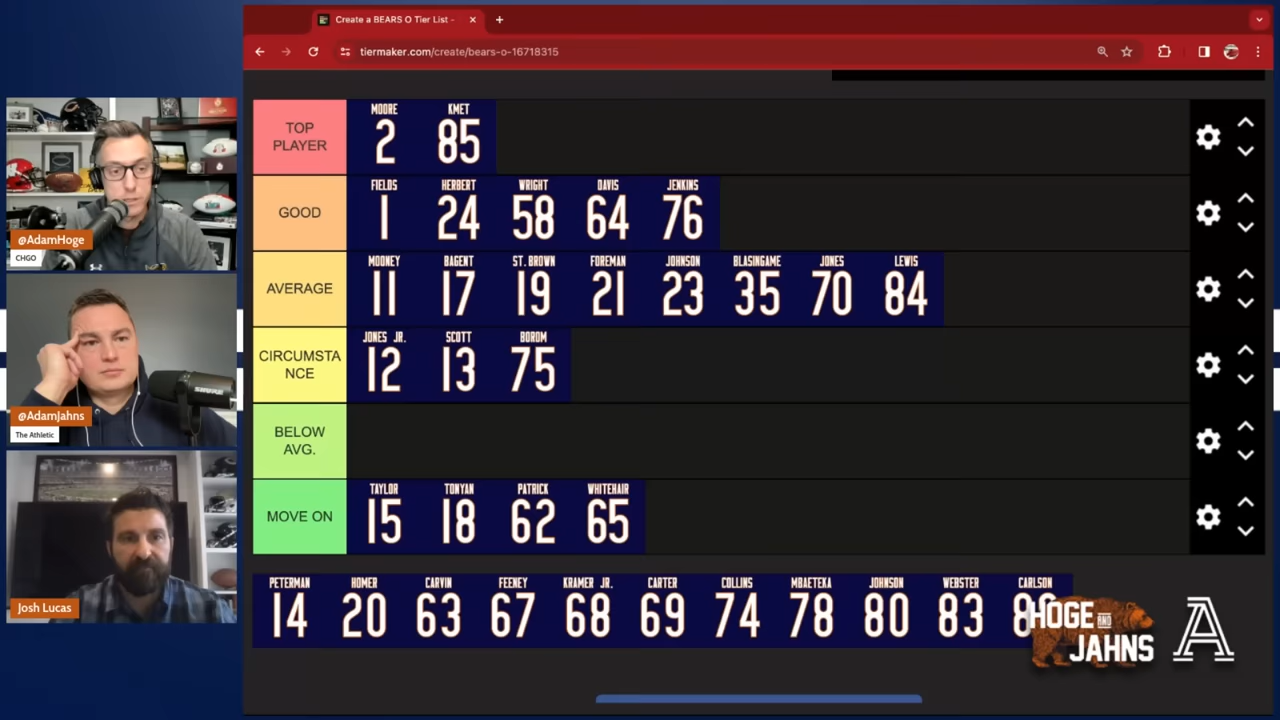 Create a BEARS O Tier List -
tiermaker.com/create/bears-o-16718315
@AdamHoge
CHGO
@AdamJahns
The Athletic
Josh Lucas
SHURE
TOP
PLAYER
MOORE KMET
2 85
GOOD
FIELDS HERBERT WRIGHT DAVIS JENKINS
1 24 58 64 76
AVERAGE
MOONEY BAGENT ST. BROWN FOREMAN JOHNSON BLASINGAME JONES LEWIS
11 17 19 21 23 35 70 84
CIRCUMSTA
NCE
JONES JR. SCOTT BOROM
12 13 75
BELOW
AVG.
MOVE ON
TAYLOR TONYAN PATRICK WHITEHAIR
15 18 62 65
PETERMAN HOMER CARVIN FEENEY KRAMER JR. CARTER COLLINS MBAETEKA JOHNSON WEBSTER CARLSON
14 20 63 67 68 69 74 78 80 83
HOGE AND
JAHNS
A